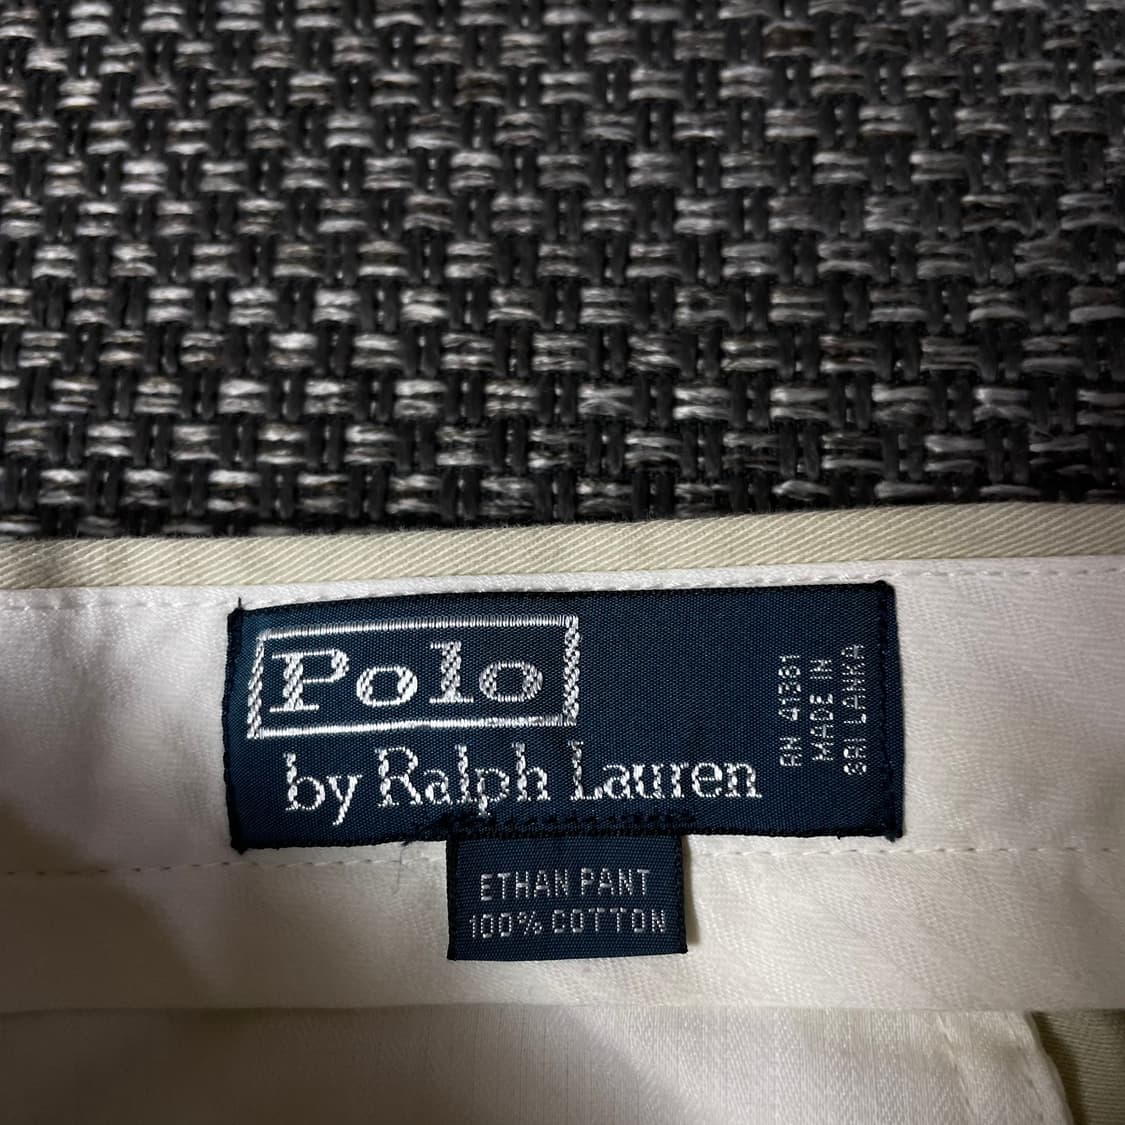 Polo
by Ralph Lauren
RN 41381
MADE IN
SRI LANKA
ETHAN PANT
100% COTTON